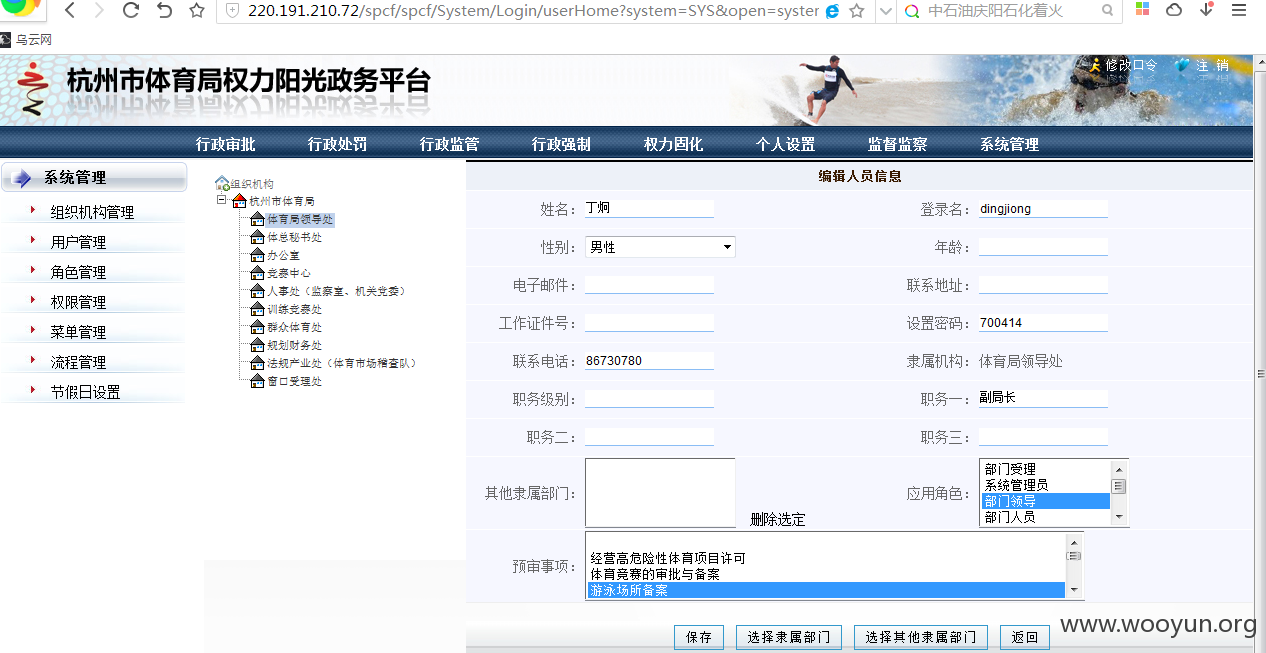 220.191.210.72/spcf/spcf/System/Login/userHome?system=SYS&open=syster
中石油庆阳石化着火
乌云网
杭州市体育局权力阳光政务平台
修改口令 注 销
行政审批 行政处罚 行政监管 行政强制 权力固化 个人设置 监督监察 系统管理
系统管理
组织机构管理
用户管理
角色管理
权限管理
菜单管理
流程管理
节假日设置
组织机构
杭州市体育局
体育局领导处
体总秘书处
办公室
竞赛中心
人事处（监察室、机关党委）
训练竞赛处
群众体育处
规划财务处
法规产业处（体育市场稽查队）
窗口受理处
编辑人员信息
姓名： 丁炯 登录名： dingjiong
性别： 男性 年龄：
电子邮件： 联系地址：
工作证件号： 设置密码： 700414
联系电话： 86730780 隶属机构： 体育局领导处
职务级别： 职务一： 副局长
职务二： 职务三：
其他隶属部门： 删除选定 应用角色：
部门受理
系统管理员
部门领导
部门人员
预审事项：
经营高危险性体育项目许可
体育竟赛的审批与备案
游泳场所备案
保存 选择隶属部门 选择其他隶属部门 返回
www.wooyun.org